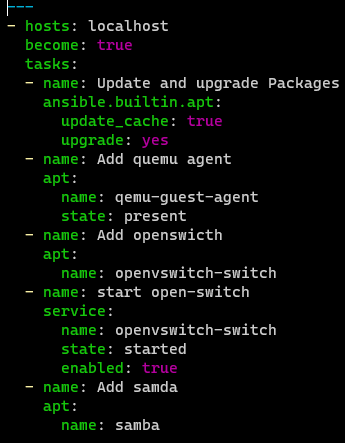 ---
- hosts: localhost
  become: true
  tasks:
  - name: Update and upgrade Packages
    ansible.builtin.apt:
      update_cache: true
      upgrade: yes
  - name: Add quemu agent
    apt:
      name: qemu-guest-agent
      state: present
  - name: Add openswicth
    apt:
      name: openvswitch-switch
  - name: start open-switch
    service:
      name: openvswitch-switch
      state: started
      enabled: true
  - name: Add samda
    apt:
      name: samba